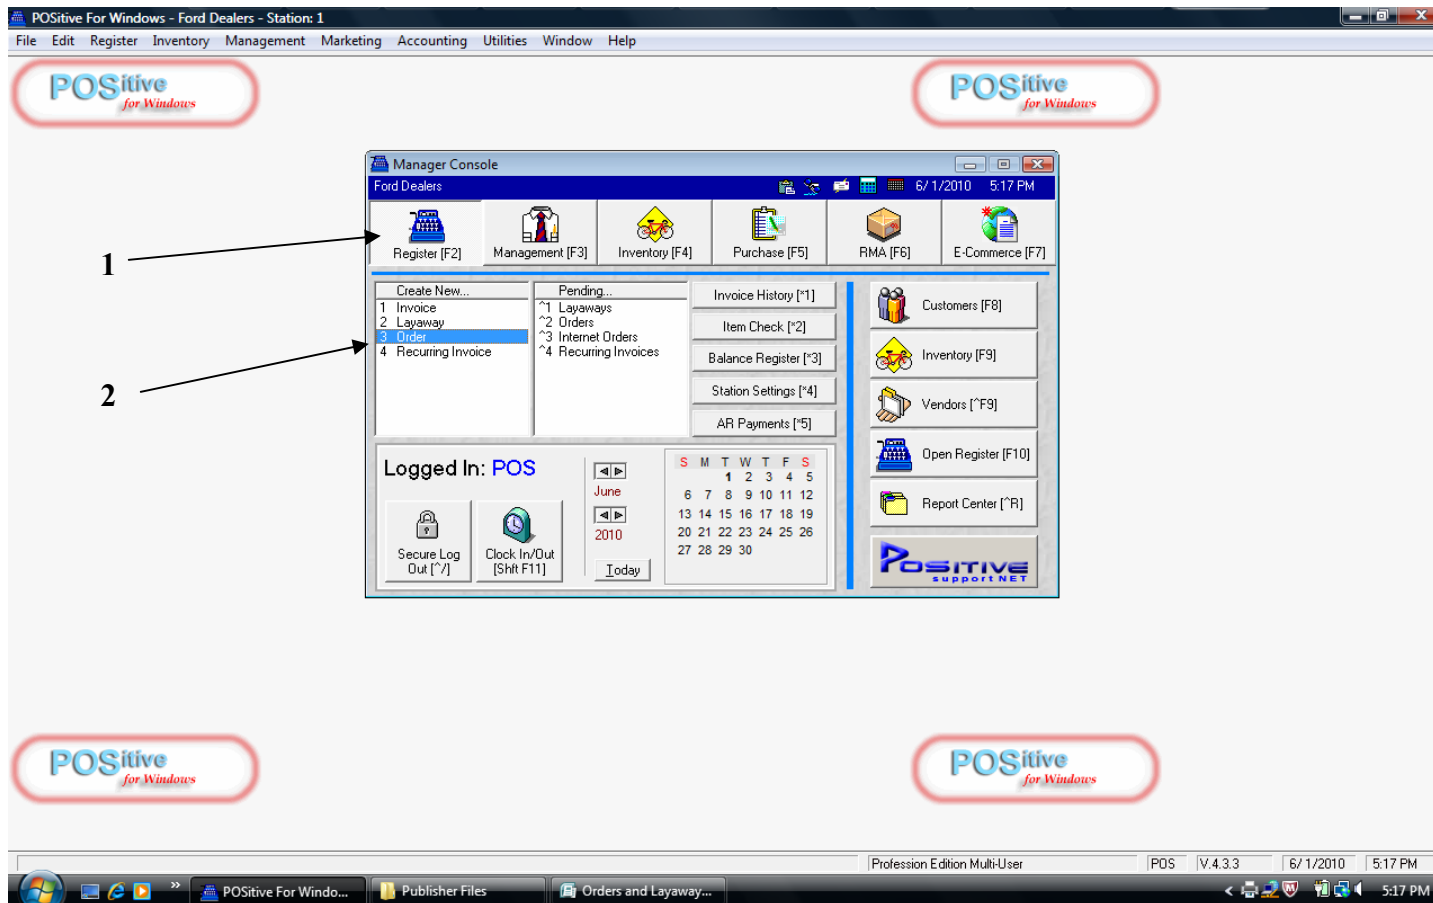 POSitive For Windows - Ford Dealers - Station: 1
File Edit Register Inventory Management Marketing Accounting Utilities Window Help
POSitive
for Windows
POSitive
for Windows
Manager Console
Ford Dealers 6/ 1/2010 5:17 PM
Register [F2] Management [F3] Inventory [F4] Purchase [F5] RMA [F6] E-Commerce [F7]
1
Create New...
1 Invoice
2 Layaway
3 Order
4 Recurring Invoice
Pending...
^1 Layaways
^2 Orders
^3 Internet Orders
^4 Recurring Invoices
Invoice History [*1]
Item Check [*2]
Balance Register [*3]
Station Settings [*4]
AR Payments [*5]
Customers [F8]
Inventory [F9]
Vendors [^F9]
Open Register [F10]
Report Center [^R]
POSITIVE
support NET
2
Logged In: POS
Secure Log
Out [^/]
Clock In/Out
[Shft F11]
June
2010
Today
S M T W T F S
1 2 3 4 5
6 7 8 9 10 11 12
13 14 15 16 17 18 19
20 21 22 23 24 25 26
27 28 29 30
POSitive
for Windows
POSitive
for Windows
Profession Edition Multi-User POS V.4.3.3 6/ 1/2010 5:17 PM
POSitive For Windo... Publisher Files Orders and Layaway... 5:17 PM